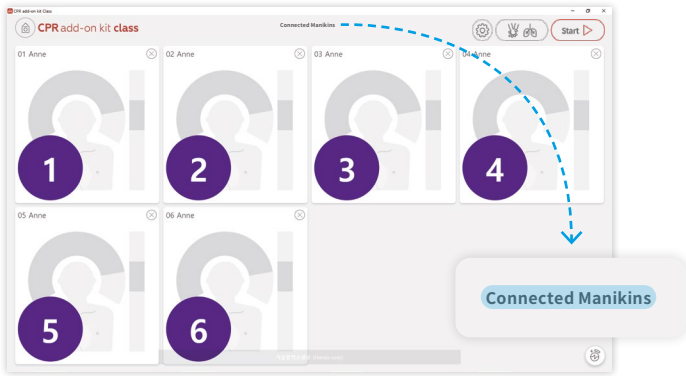 CPR add-on kit Class
CPR add-on kit class
Connected Manikins
Start
01 Anne
02 Anne
03 Anne
04 Anne
1
2
3
4
05 Anne
06 Anne
5
6
Connected Manikins